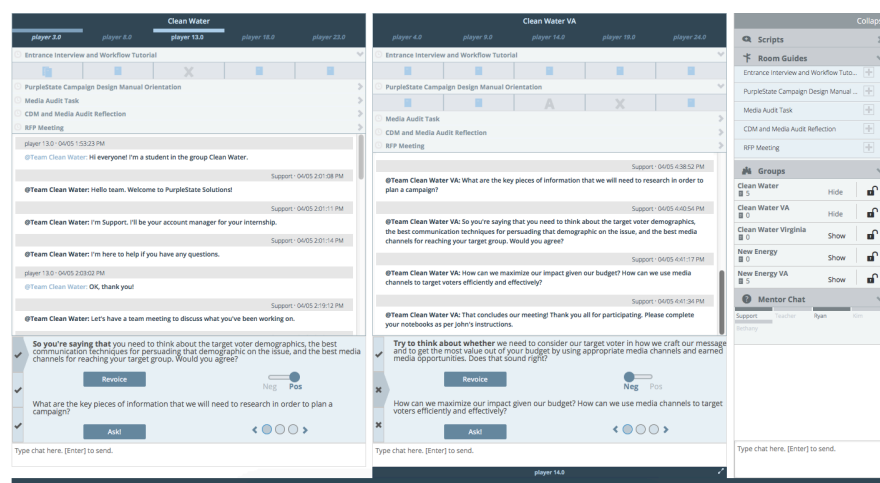 Clean Water
player 3.0 player 8.0 player 13.0 player 18.0 player 23.0
Entrance Interview and Workflow Tutorial
PurpleState Campaign Design Manual Orientation
Media Audit Task
CDM and Media Audit Reflection
RFP Meeting
player 13.0 · 04/05 1:53:23 PM
@Team Clean Water: Hi everyone! I'm a student in the group Clean Water.
Support · 04/05 2:01:08 PM
@Team Clean Water: Hello team. Welcome to PurpleState Solutions!
Support · 04/05 2:01:11 PM
@Team Clean Water: I'm Support. I'll be your account manager for your internship.
Support · 04/05 2:01:14 PM
@Team Clean Water: I'm here to help if you have any questions.
player 13.0 · 04/05 2:03:02 PM
@Team Clean Water: OK, thank you!
Support · 04/05 2:19:12 PM
@Team Clean Water: Let's have a team meeting to discuss what you've been working on.
So you're saying that you need to think about the target voter demographics, the best
communication techniques for persuading that demographic on the issue, and the best media
channels for reaching your target group. Would you agree?
Revoice
Neg Pos
What are the key pieces of information that we will need to research in order to plan a
campaign?
Ask!
Type chat here. [Enter] to send.
Clean Water VA
player 4.0 player 9.0 player 14.0 player 19.0 player 24.0
Entrance Interview and Workflow Tutorial
PurpleState Campaign Design Manual Orientation
A
Media Audit Task
CDM and Media Audit Reflection
RFP Meeting
Support · 04/05 4:38:52 PM
@Team Clean Water VA: What are the key pieces of information that we will need to research in order to
plan a campaign?
Support · 04/05 4:40:54 PM
@Team Clean Water VA: So you're saying that you need to think about the target voter demographics,
the best communication techniques for persuading that demographic on the issue, and the best media
channels for reaching your target group. Would you agree?
Support · 04/05 4:41:17 PM
@Team Clean Water VA: How can we maximize our impact given our budget? How can we use media
channels to target voters efficiently and effectively?
Support · 04/05 4:41:34 PM
@Team Clean Water VA: That concludes our meeting! Thank you all for participating. Please complete
your notebooks as per John's instructions.
Try to think about whether we need to consider our target voter in how we craft our message
and to get the most value out of your budget by using appropriate media channels and earned
media opportunities. Does that sound right?
Revoice
Neg Pos
How can we maximize our impact given our budget? How can we use media channels to target
voters efficiently and effectively?
Ask!
Type chat here. [Enter] to send.
player 14.0
Collaps
Scripts
Room Guides
Entrance Interview and Workflow Tuto...
PurpleState Campaign Design Manual ...
Media Audit Task
CDM and Media Audit Reflection
RFP Meeting
Groups
Clean Water
5 Hide
Clean Water VA
0 Hide
Clean Water Virginia
0 Show
New Energy
0 Show
New Energy VA
5 Show
Mentor Chat
Support Teacher Ryan Kim
Bethany
Type chat here. [Enter] to send.